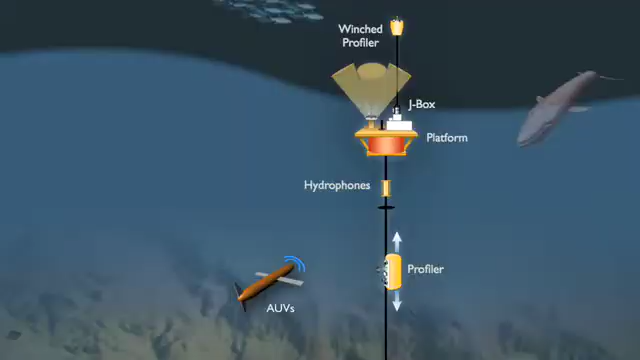 Winched
Profiler
J-Box
Platform
Hydrophones
Profiler
AUVs